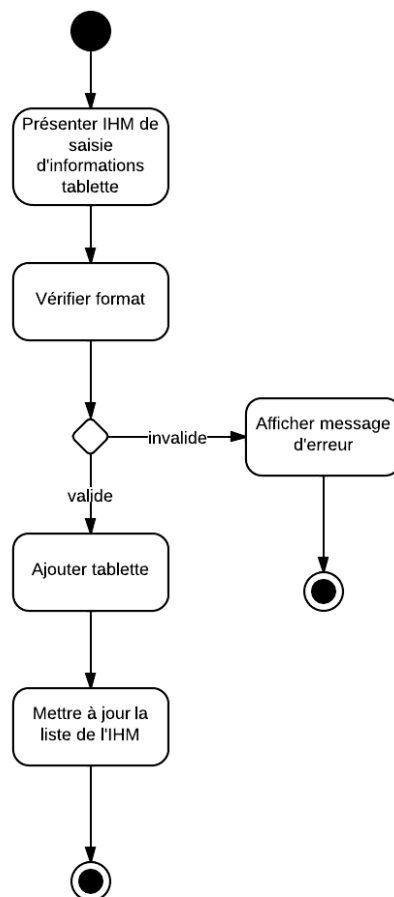 Présenter IHM de
saisie
d'informations
tablette
Vérifier format
invalide
Afficher message
d'erreur
valide
Ajouter tablette
Mettre à jour la
liste de l'IHM